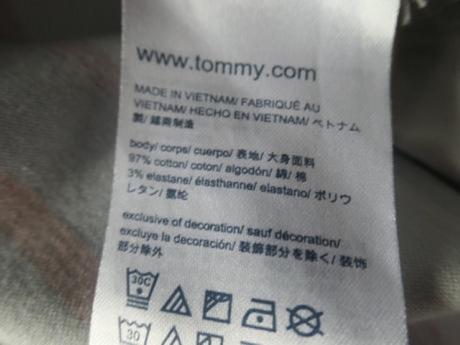 www.tommy.com
MADE IN VIETNAM/ FABRIQUÉ AU
VIETNAM/ HECHO EN VIETNAM/ ベトナム
製/ 越南制造
body/ corps/ cuerpo/ 表地/ 大身面料
97% cotton/ coton/ algodón/ 綿/ 棉
3% elastane/ élasthanne/ elastano/ ポリウ
レタン/ 氨纶
exclusive of decoration/ sauf décoration/
excluye la decoración/ 装飾部分を除く/ 装饰
部分除外
30C
30